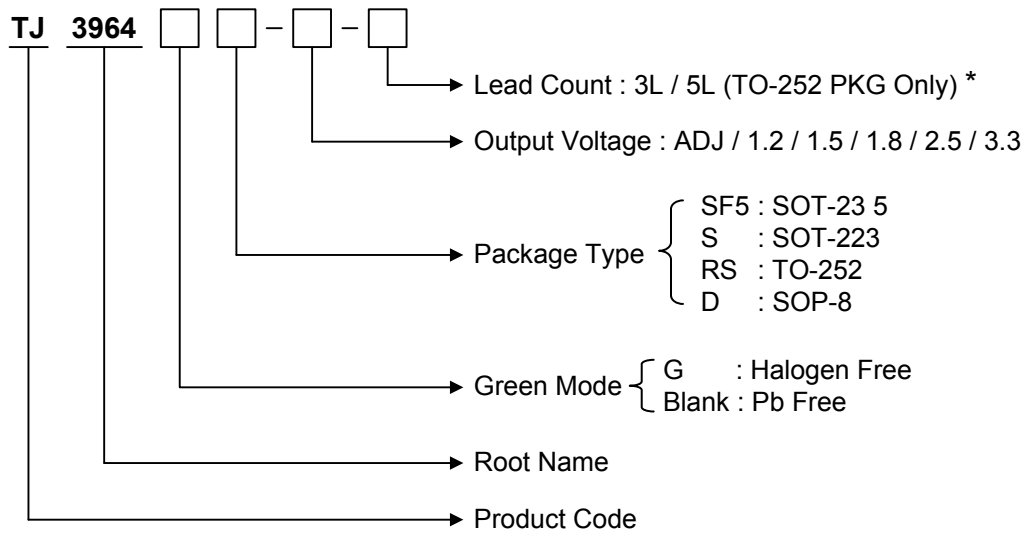 TJ 3964 – –
Lead Count : 3L / 5L (TO-252 PKG Only) *
Output Voltage : ADJ / 1.2 / 1.5 / 1.8 / 2.5 / 3.3
Package Type
SF5 : SOT-23 5
S : SOT-223
RS : TO-252
D : SOP-8
Green Mode
G : Halogen Free
Blank : Pb Free
Root Name
Product Code